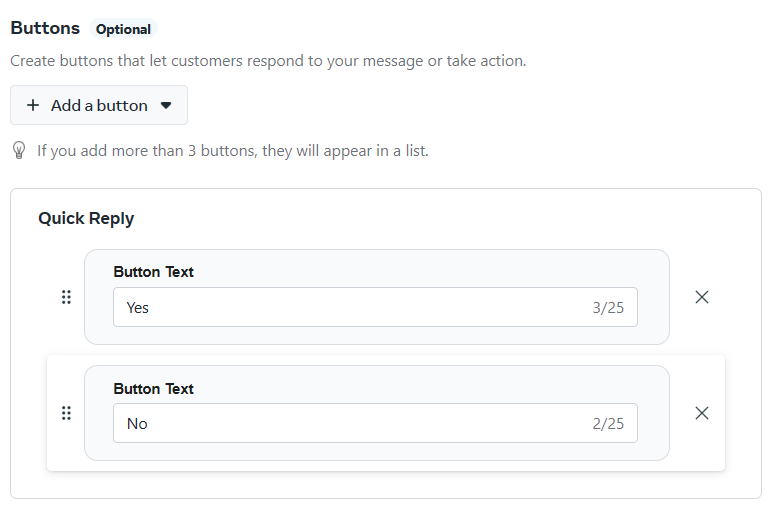 Buttons Optional
Create buttons that let customers respond to your message or take action.
+ Add a button
If you add more than 3 buttons, they will appear in a list.
Quick Reply
Button Text
Yes 3/25
Button Text
No 2/25